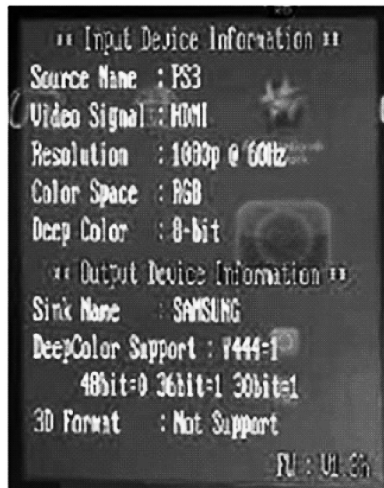 ** Input Device Information **
Source Name : PS3
Video Signal : HDMI
Resolution : 1080p @ 60Hz
Color Space : RGB
Deep Color : 8-bit
** Output Device Information **
Sink Name : SAMSUNG
DeepColor Support : Y444=1
48bit=0 36bit=1 30bit=1
3D Format : Not Support
FW :